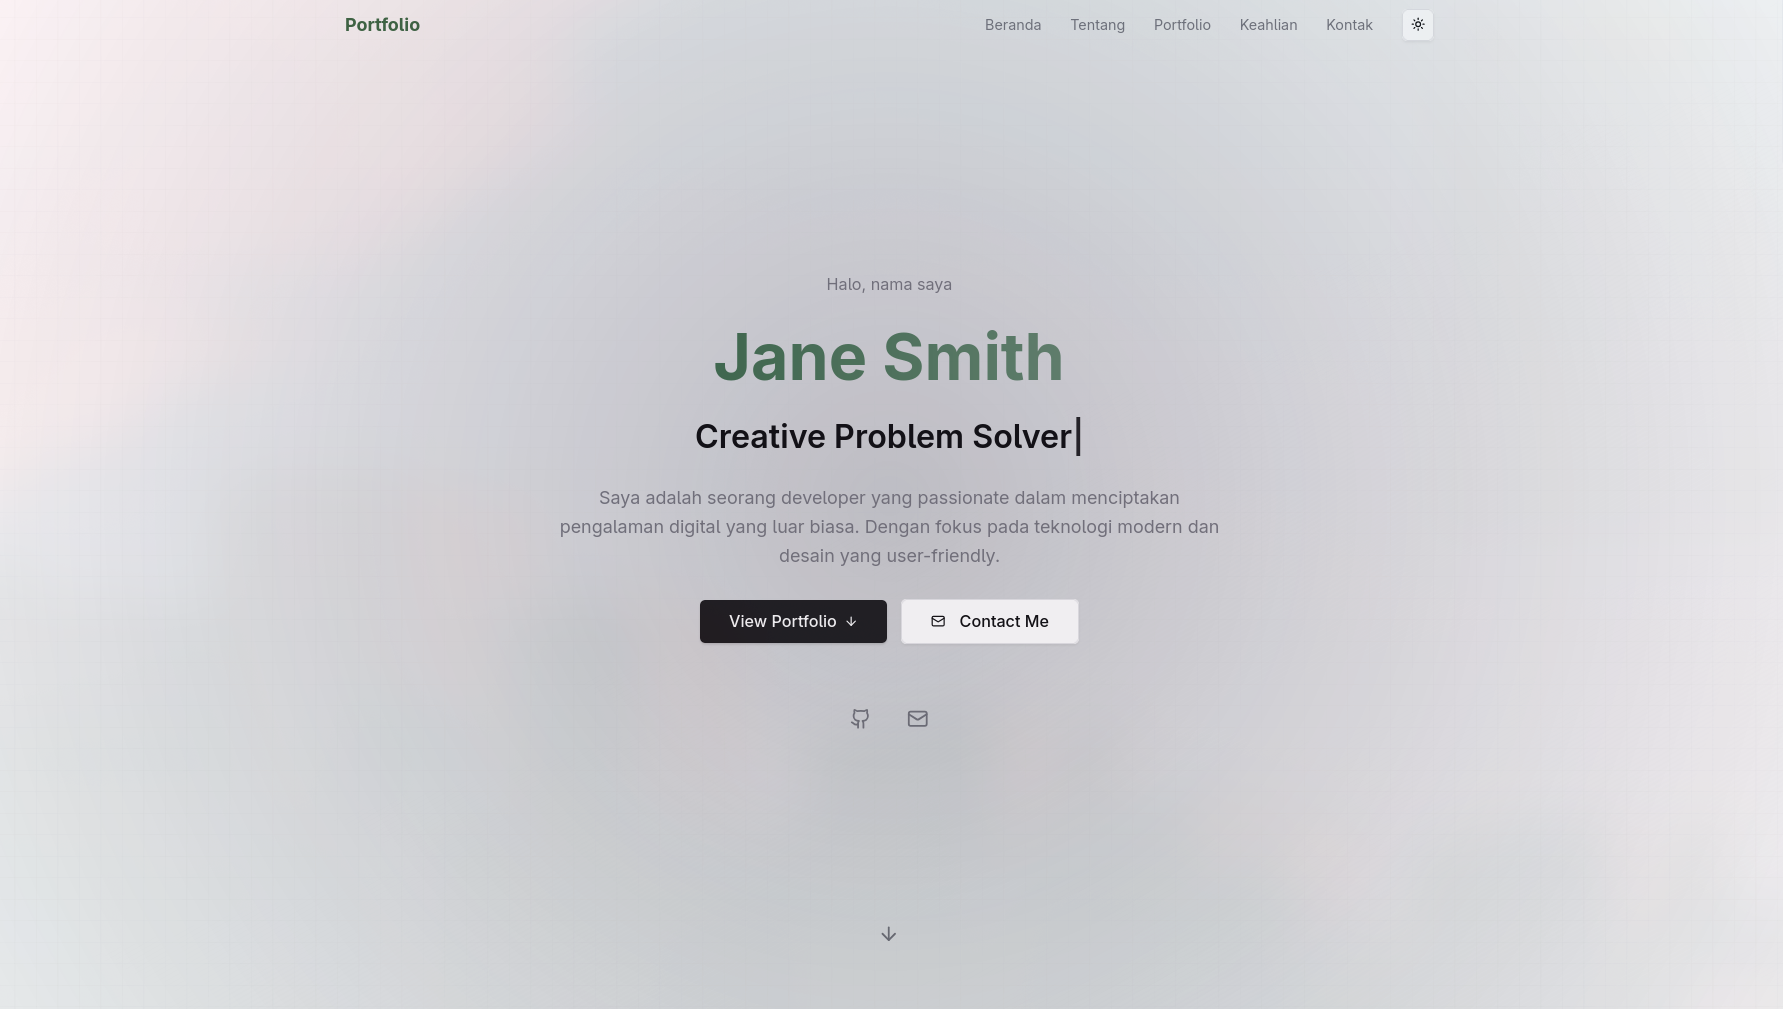 Portfolio
Beranda
Tentang
Portfolio
Keahlian
Kontak
Halo, nama saya
Jane Smith
Creative Problem Solver|
Saya adalah seorang developer yang passionate dalam menciptakan
pengalaman digital yang luar biasa. Dengan fokus pada teknologi modern dan
desain yang user-friendly.
View Portfolio
Contact Me